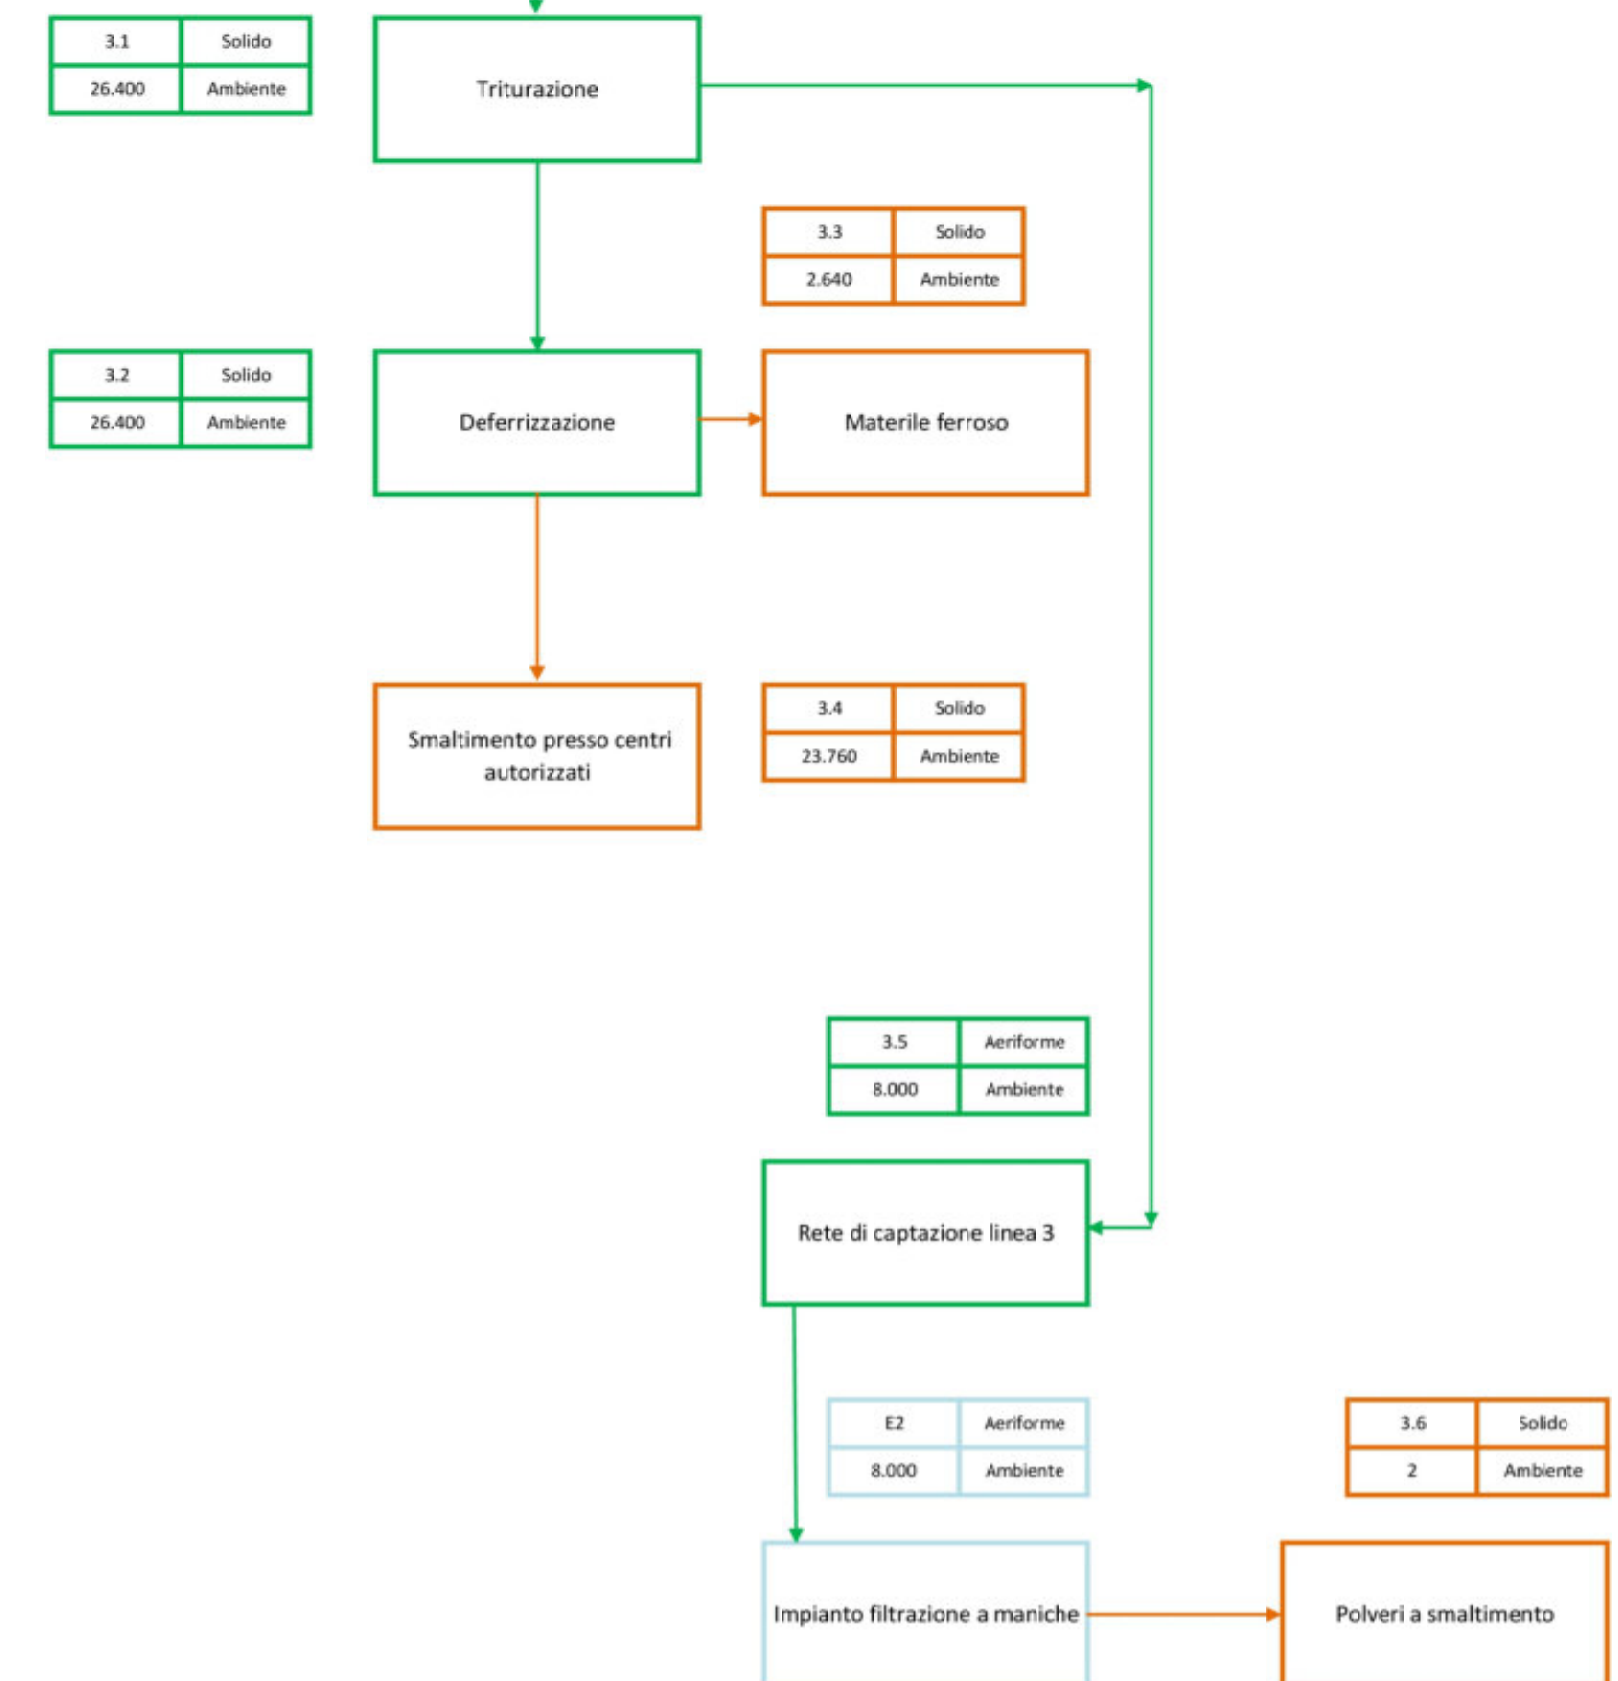 3.1 Solido
26.400 Ambiente
Triturazione
3.3 Solido
2.640 Ambiente
3.2 Solido
26.400 Ambiente
Deferrizzazione
Materile ferroso
Smaltimento presso centri
autorizzati
3.4 Solido
23.760 Ambiente
3.5 Aeriforme
8.000 Ambiente
Rete di captazione linea 3
E2 Aeriforme
8.000 Ambiente
3.6 Solido
2 Ambiente
Impianto filtrazione a maniche
Polveri a smaltimento